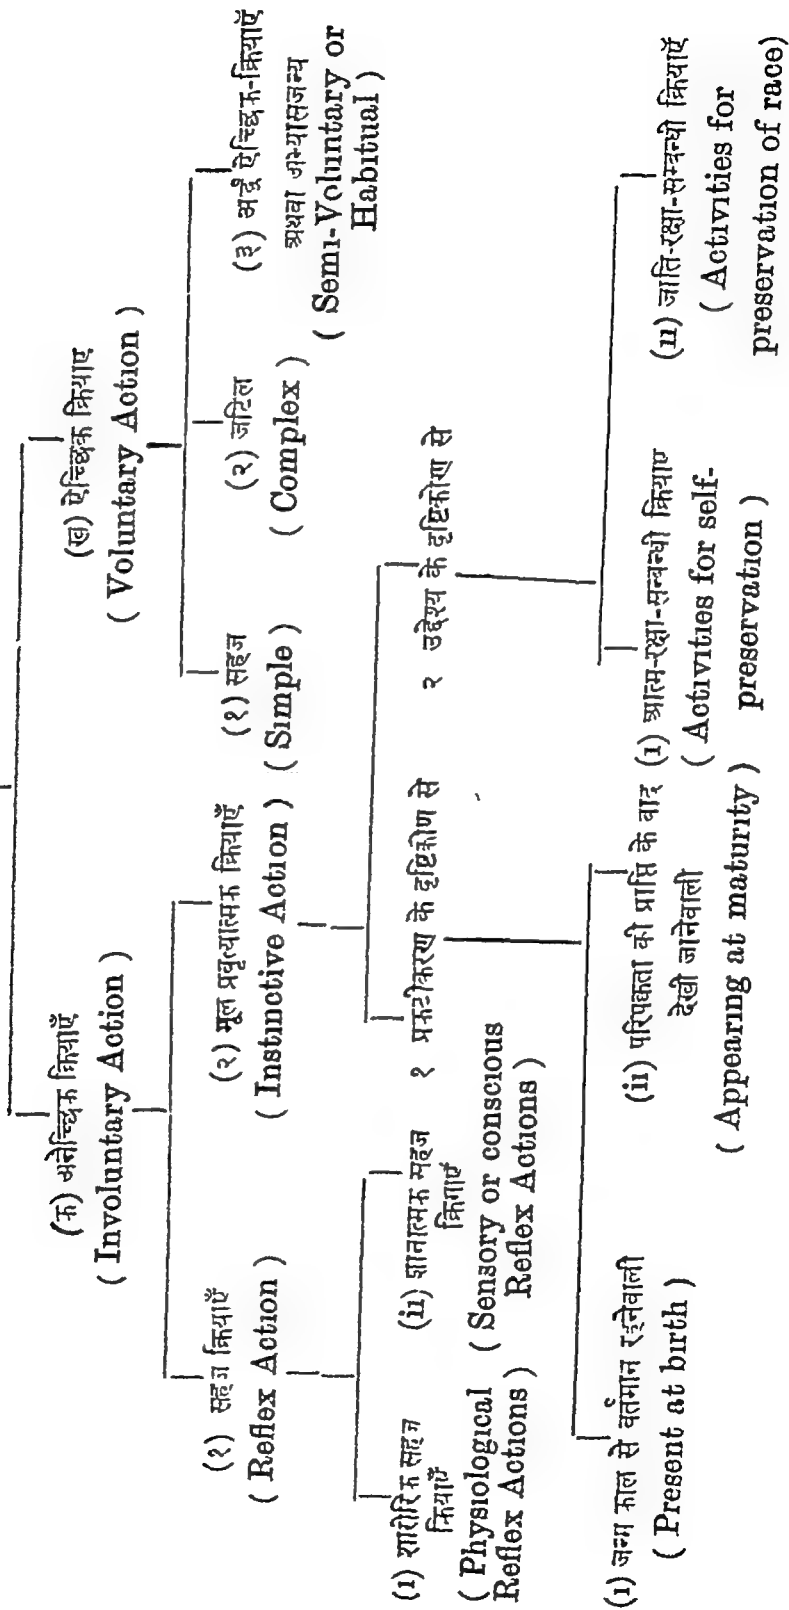 (क) अनैच्छिक क्रियाएँ
( Involuntary Action )
(ख) ऐच्छिक क्रियाए
( Voluntary Action )
(१) सहज क्रियाएँ
( Reflex Action )
(२) मूल प्रवृत्यात्मक क्रियाएँ
( Instinctive Action )
(१) सहज
( Simple )
(२) जटिल
( Complex )
(३) अर्द्ध ऐच्छिक-क्रियाएँ
अथवा अभ्यासजन्य
( Semi-Voluntary or
Habitual )
(i) शारीरिक सहज
क्रियाएँ
( Physiological
Reflex Actions )
(ii) ज्ञानात्मक सहज
क्रियाएँ
( Sensory or conscious
Reflex Actions )
१ प्रकटीकरण के दृष्टिकोण से
२ उद्देश्य के दृष्टिकोण से
(i) जन्म काल से वर्तमान रहनेवाली
( Present at birth )
(ii) परिपक्वता की प्राप्ति के बाद
देखी जानेवाली
( Appearing at maturity )
(i) आत्म-रक्षा-सम्बन्धी क्रियाए
( Activities for self-
preservation )
(ii) जाति-रक्षा-सम्बन्धी क्रियाएँ
( Activities for
preservation of race)